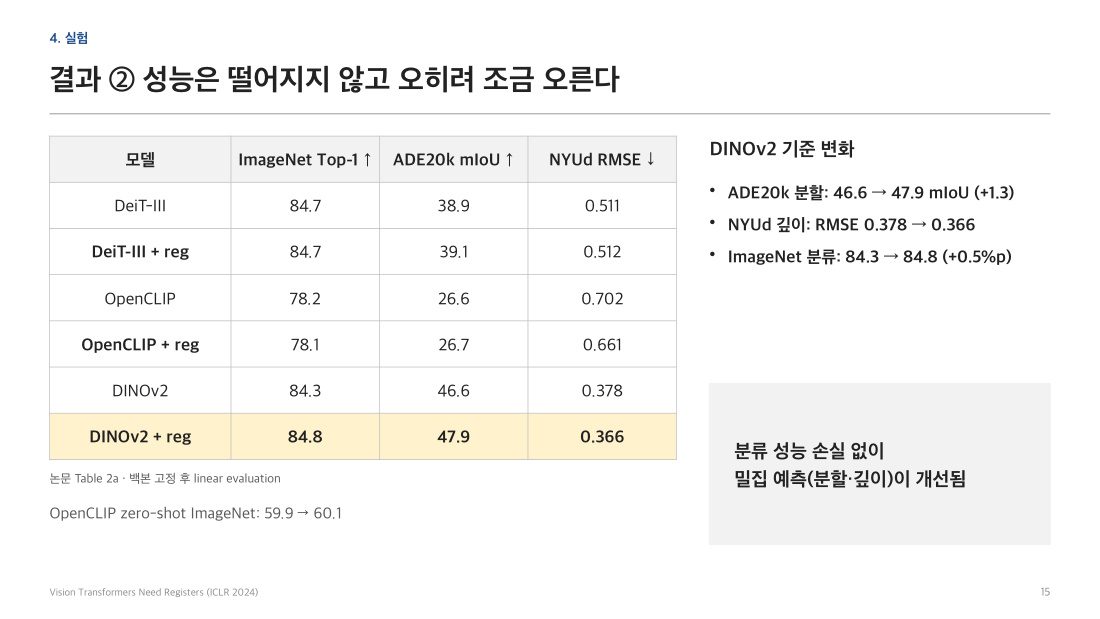 4. 실험
결과 ② 성능은 떨어지지 않고 오히려 조금 오른다
모델 ImageNet Top-1 ↑ ADE20k mIoU ↑ NYUd RMSE ↓
DeiT-III 84.7 38.9 0.511
DeiT-III + reg 84.7 39.1 0.512
OpenCLIP 78.2 26.6 0.702
OpenCLIP + reg 78.1 26.7 0.661
DINOv2 84.3 46.6 0.378
DINOv2 + reg 84.8 47.9 0.366
논문 Table 2a · 백본 고정 후 linear evaluation
OpenCLIP zero-shot ImageNet: 59.9 → 60.1
DINOv2 기준 변화
• ADE20k 분할: 46.6 → 47.9 mIoU (+1.3)
• NYUd 깊이: RMSE 0.378 → 0.366
• ImageNet 분류: 84.3 → 84.8 (+0.5%p)
분류 성능 손실 없이
밀집 예측(분할·깊이)이 개선됨
Vision Transformers Need Registers (ICLR 2024)
15